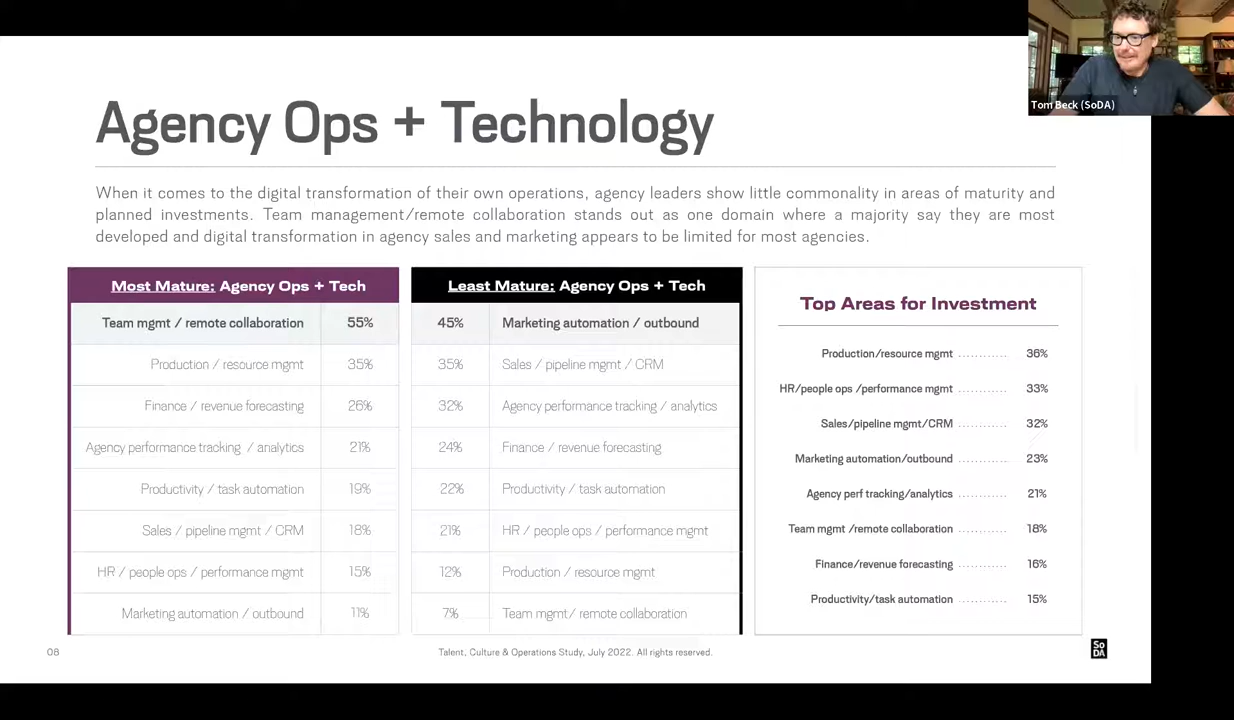 Tom Beck (SoDA)
Agency Ops + Technology
When it comes to the digital transformation of their own operations, agency leaders show little commonality in areas of maturity and
planned investments. Team management/remote collaboration stands out as one domain where a majority say they are most
developed and digital transformation in agency sales and marketing appears to be limited for most agencies.
Most Mature: Agency Ops + Tech
Team mgmt / remote collaboration 55%
Production / resource mgmt 35%
Finance / revenue forecasting 26%
Agency performance tracking / analytics 21%
Productivity / task automation 19%
Sales / pipeline mgmt / CRM 18%
HR / people ops / performance mgmt 15%
Marketing automation / outbound 11%
Least Mature: Agency Ops + Tech
45% Marketing automation / outbound
35% Sales / pipeline mgmt / CRM
32% Agency performance tracking / analytics
24% Finance / revenue forecasting
22% Productivity / task automation
21% HR / people ops / performance mgmt
12% Production / resource mgmt
7% Team mgmt/ remote collaboration
Top Areas for Investment
Production/resource mgmt ............ 36%
HR/people ops /performance mgmt ............ 33%
Sales/pipeline mgmt/CRM ............ 32%
Marketing automation/outbound ............ 23%
Agency perf tracking/analytics ............ 21%
Team mgmt /remote collaboration ............ 18%
Finance/revenue forecasting ............ 16%
Productivity/task automation ............ 15%
08
Talent, Culture & Operations Study, July 2022. All rights reserved.
So
DA